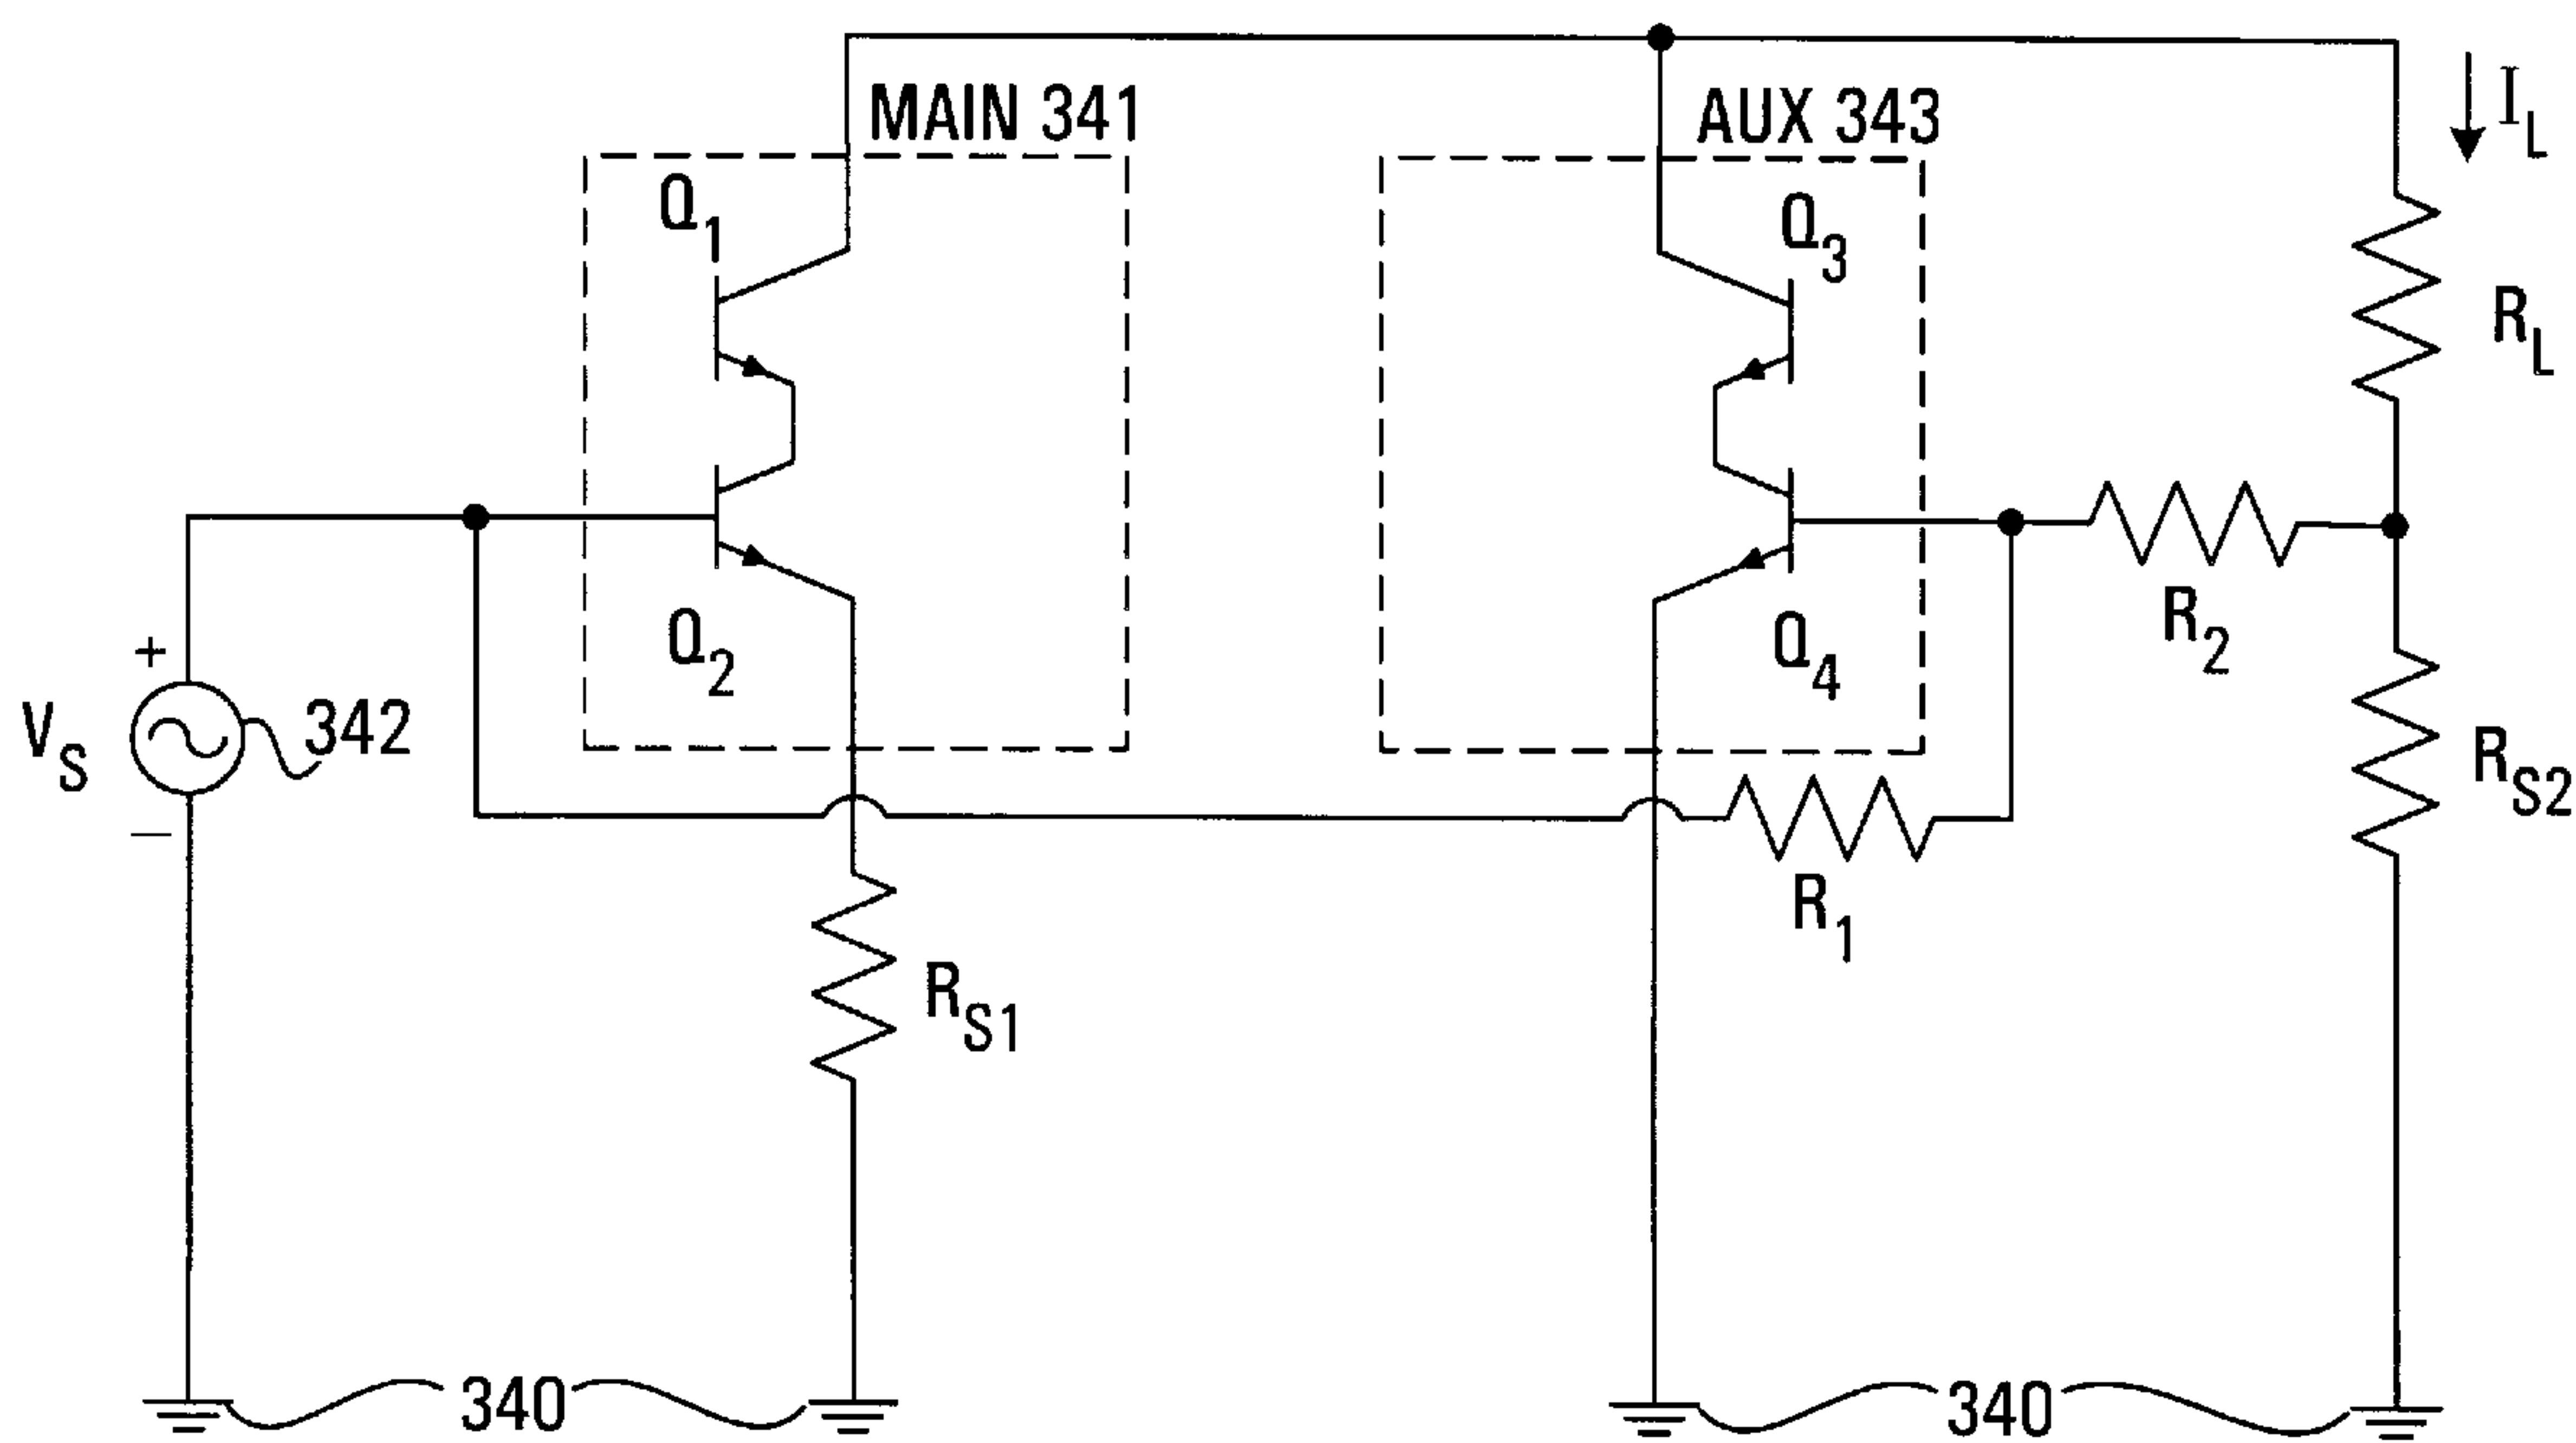 MAIN 341
AUX 343
I_L
Q_1
Q_3
R_L
Q_2
Q_4
R_2
+
V_S
342
−
R_S2
R_1
R_S1
340
340